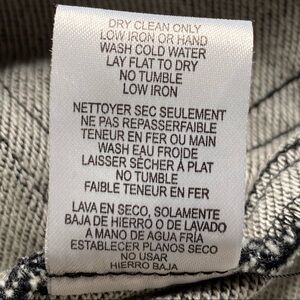 DRY CLEAN ONLY
LOW IRON OR HAND
WASH COLD WATER
LAY FLAT TO DRY
NO TUMBLE
LOW IRON
NETTOYER SEC SEULEMENT
NE PAS REPASSERFAIBLE
TENEUR EN FER OU MAIN
WASH EAU FROIDE
LAISSER SÉCHER À PLAT
NO TUMBLE
FAIBLE TENEUR EN FER
LAVA EN SECO, SOLAMENTE
BAJA DE HIERRO O DE LAVADO
A MANO DE AGUA FRÍA
ESTABLECER PLANOS SECO
NO USAR
HIERRO BAJA